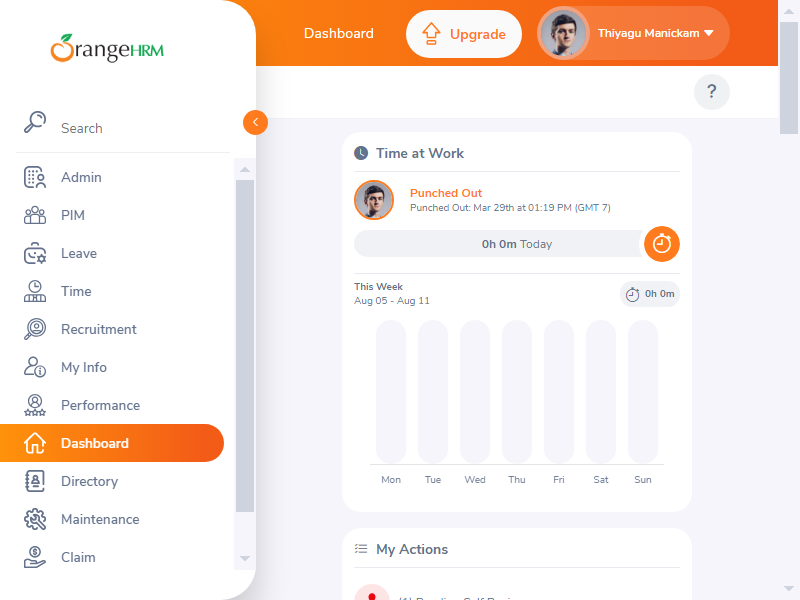 OrangeHRM
Dashboard
Upgrade
Thiyagu Manickam
?
Search
Admin
PIM
Leave
Time
Recruitment
My Info
Performance
Dashboard
Directory
Maintenance
Claim
Time at Work
Punched Out
Punched Out: Mar 29th at 01:19 PM (GMT 7)
0h 0m Today
This Week
Aug 05 - Aug 11
0h 0m
Mon Tue Wed Thu Fri Sat Sun
My Actions